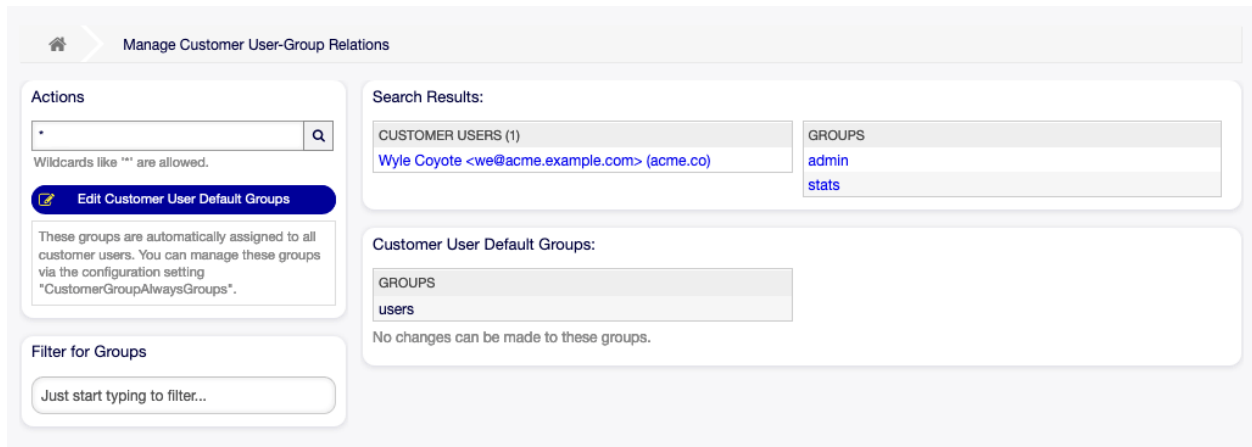 Manage Customer User-Group Relations
Actions
*
Wildcards like '*' are allowed.
Edit Customer User Default Groups
These groups are automatically assigned to all
customer users. You can manage these groups
via the configuration setting
"CustomerGroupAlwaysGroups".
Filter for Groups
Just start typing to filter...
Search Results:
CUSTOMER USERS (1)
Wyle Coyote <we@acme.example.com> (acme.co)
GROUPS
admin
stats
Customer User Default Groups:
GROUPS
users
No changes can be made to these groups.